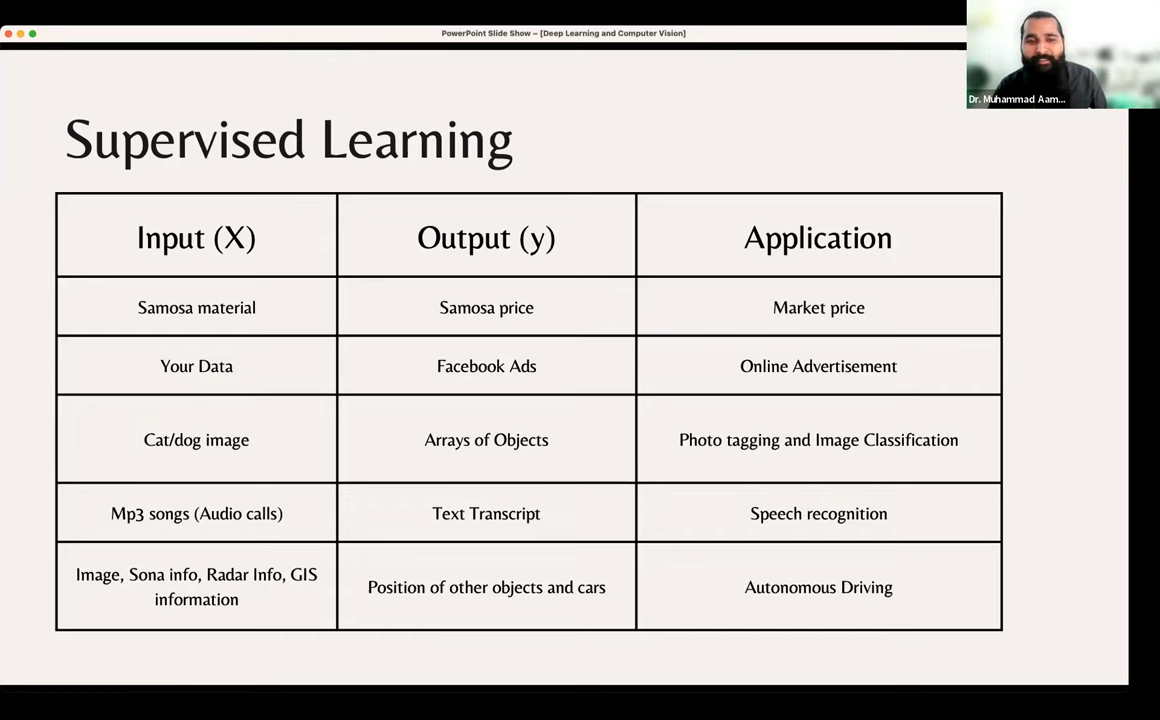 PowerPoint Slide Show – [Deep Learning and Computer Vision]
Dr. Muhammad Aam...
Supervised Learning
Input (X) Output (y) Application
Samosa material Samosa price Market price
Your Data Facebook Ads Online Advertisement
Cat/dog image Arrays of Objects Photo tagging and Image Classification
Mp3 songs (Audio calls) Text Transcript Speech recognition
Image, Sona info, Radar Info, GIS
information Position of other objects and cars Autonomous Driving